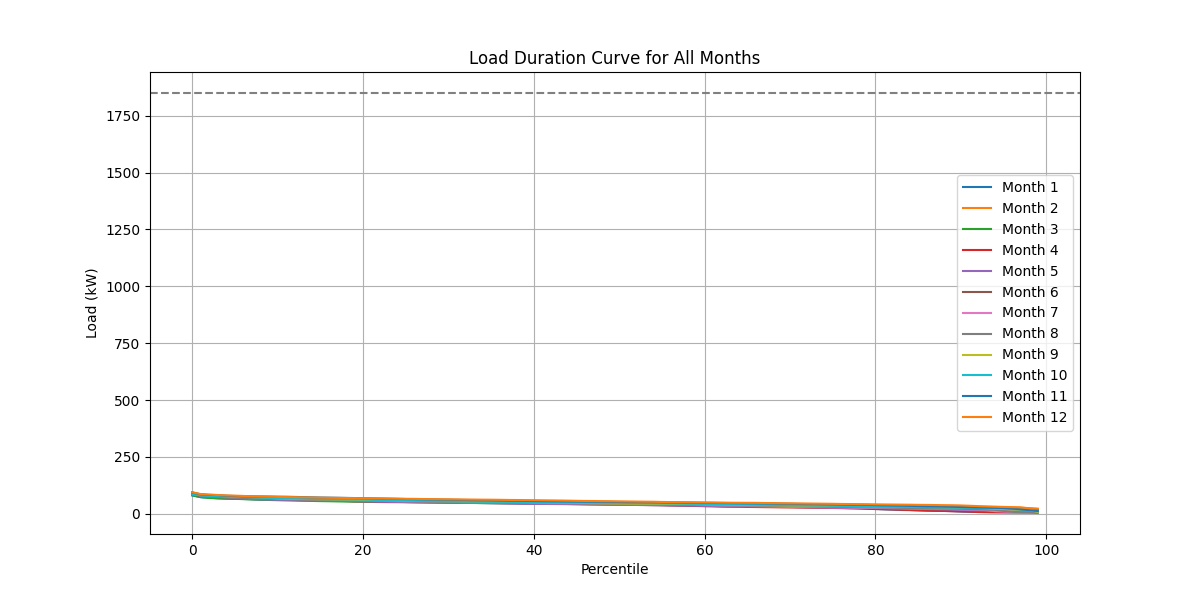 Load Duration Curve for All Months
Load (kW)
1750
1500
1250
1000
750
500
250
0
Month 1
Month 2
Month 3
Month 4
Month 5
Month 6
Month 7
Month 8
Month 9
Month 10
Month 11
Month 12
0 20 40 60 80 100
Percentile